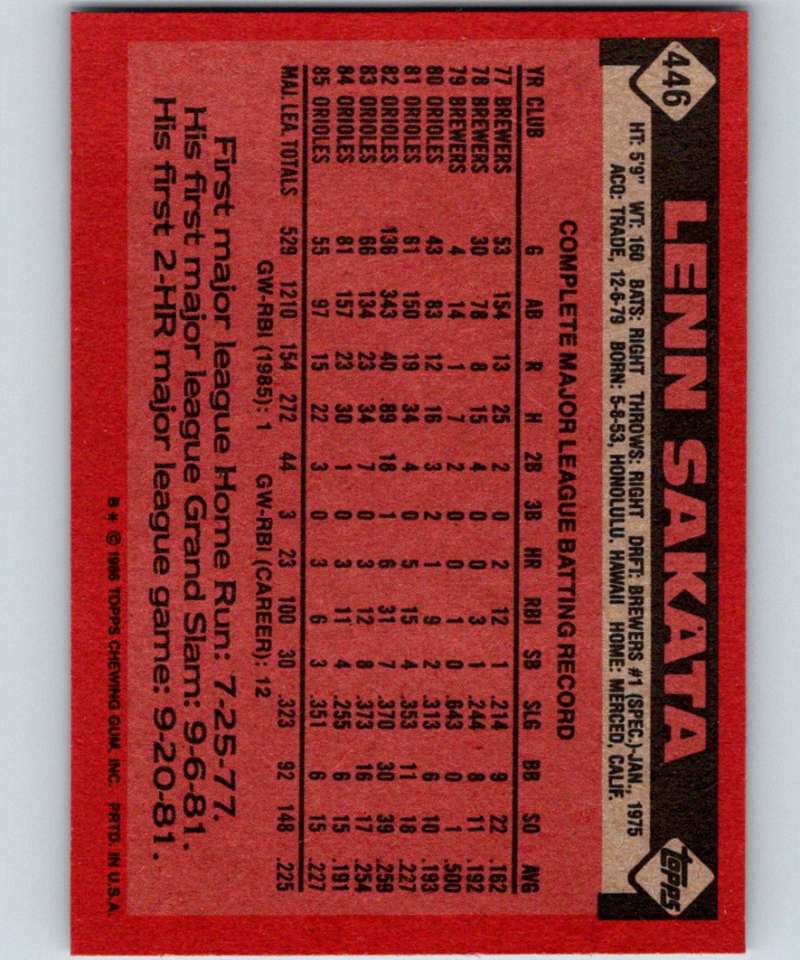 446
LENN SAKATA
topps
HT: 5'9" WT: 160 BATS: RIGHT THROWS: RIGHT DRFT: BREWERS #1 (SPEC.)-JAN., 1975
ACQ: TRADE, 12-6-79 BORN: 5-8-53, HONOLULU, HAWAII HOME: MERCED, CALIF.
COMPLETE MAJOR LEAGUE BATTING RECORD
YR CLUB G AB R H 2B 3B HR RBI SB SLG BB SO AVG
77 BREWERS 53 154 13 25 2 0 2 12 1 .214 9 22 .162
78 BREWERS 30 78 8 15 4 0 0 3 1 .244 8 11 .192
79 BREWERS 4 14 1 7 2 0 0 1 0 .643 0 1 .500
80 ORIOLES 43 83 12 16 3 2 1 9 2 .313 6 10 .193
81 ORIOLES 61 150 19 34 4 0 5 15 4 .353 11 18 .227
82 ORIOLES 136 343 40 89 18 1 6 31 7 .370 30 39 .259
83 ORIOLES 66 134 23 34 7 0 3 12 8 .373 16 17 .254
84 ORIOLES 81 157 23 30 1 0 3 11 4 .255 6 15 .191
85 ORIOLES 55 97 15 22 3 0 3 6 3 .351 6 15 .227
MAJ. LEA. TOTALS 529 1210 154 272 44 3 23 100 30 .323 92 148 .225
GW-RBI (1985): 1 GW-RBI (CAREER): 12
First major league Home Run: 7-25-77.
His first major league Grand Slam: 9-6-81.
His first 2-HR major league game: 9-20-81.
B* © 1986 TOPPS CHEWING GUM, INC. PRTD. IN U.S.A.